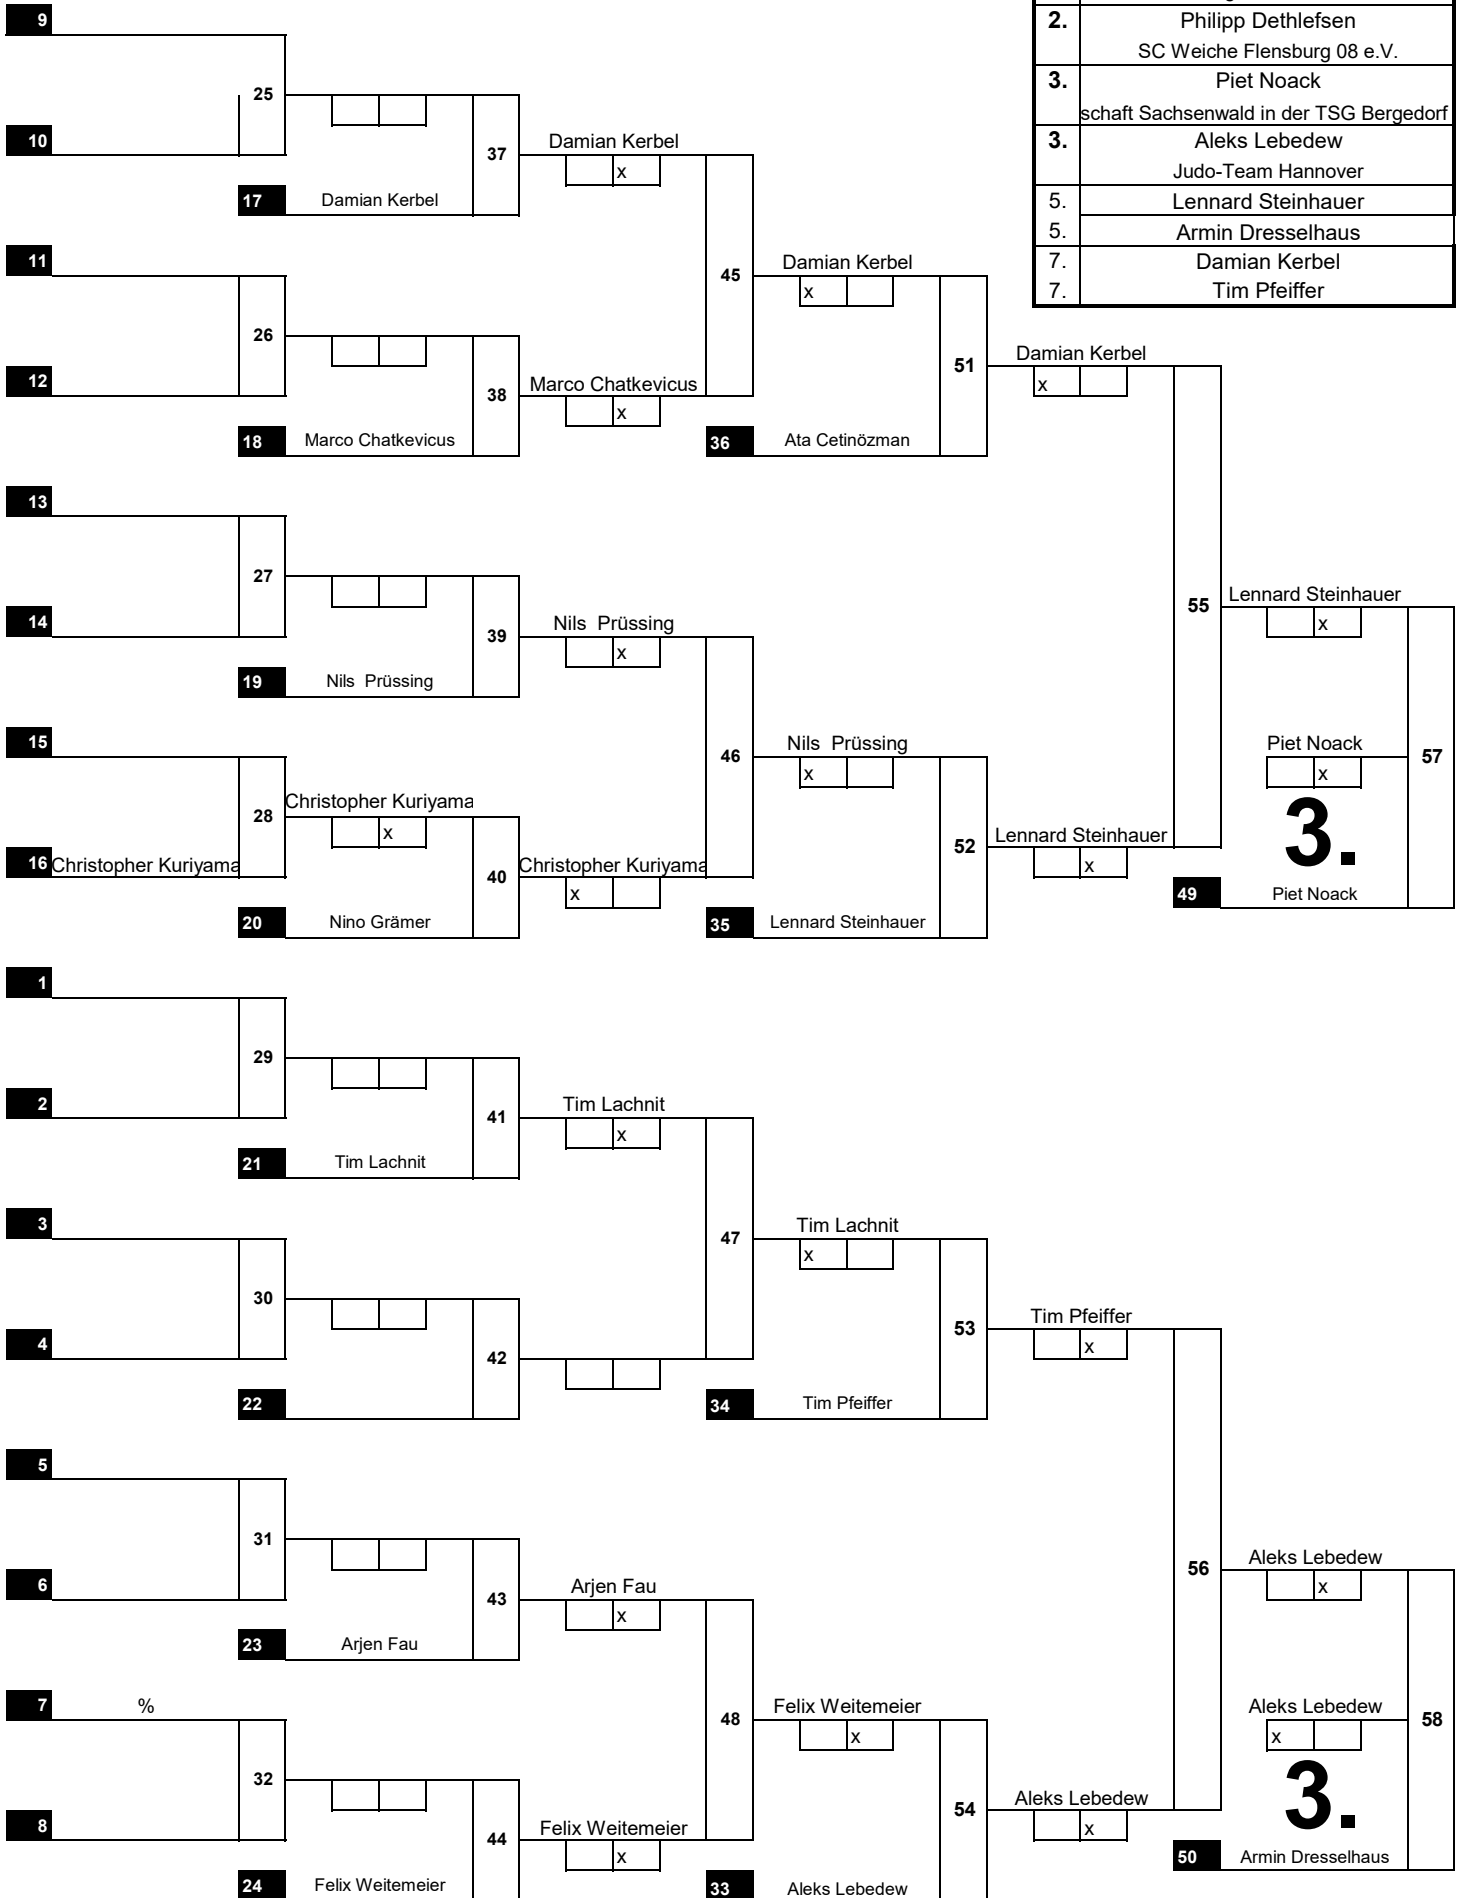 2.
Philipp Dethlefsen
SC Weiche Flensburg 08 e.V.
3.
Piet Noack
schaft Sachsenwald in der TSG Bergedorf
3.
Aleks Lebedew
Judo-Team Hannover
5.
Lennard Steinhauer
5.
Armin Dresselhaus
7.
Damian Kerbel
7.
Tim Pfeiffer
9
25
10
37
Damian Kerbel
x
17
Damian Kerbel
11
45
Damian Kerbel
x
26
12
38
Marco Chatkevicus
x
51
Damian Kerbel
x
18
Marco Chatkevicus
36
Ata Cetinözman
13
27
14
39
Nils  Prüssing
x
55
Lennard Steinhauer
x
19
Nils  Prüssing
15
46
Nils  Prüssing
x
Piet Noack
x
57
28
Christopher Kuriyama
x
3.
16
Christopher Kuriyama
40
Christopher Kuriyama
x
52
Lennard Steinhauer
x
49
Piet Noack
20
Nino Grämer
35
Lennard Steinhauer
1
29
2
41
Tim Lachnit
x
21
Tim Lachnit
3
47
Tim Lachnit
x
30
4
42
53
Tim Pfeiffer
x
22
34
Tim Pfeiffer
5
31
6
43
Arjen Fau
x
56
Aleks Lebedew
x
23
Arjen Fau
7
%
48
Felix Weitemeier
x
Aleks Lebedew
x
58
32
3.
8
44
Felix Weitemeier
x
54
Aleks Lebedew
x
50
Armin Dresselhaus
24
Felix Weitemeier
33
Aleks Lebedew